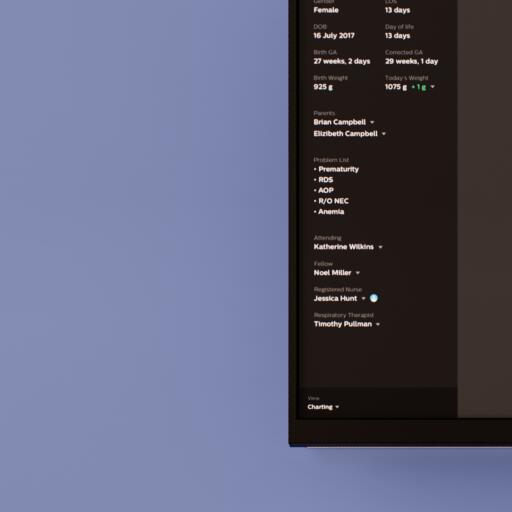 Gender LOS
Female 13 days
DOB Day of life
16 July 2017 13 days
Birth GA Corrected GA
27 weeks, 2 days 29 weeks, 1 day
Birth Weight Today's Weight
925 g 1075 g +1 g
Parents
Brian Campbell
Elizibeth Campbell
Problem List
• Prematurity
• RDS
• AOP
• R/O NEC
• Anemia
Attending
Katherine Wilkins
Fellow
Noel Miller
Registered Nurse
Jessica Hunt
Respiratory Therapist
Timothy Pullman
View
Charting